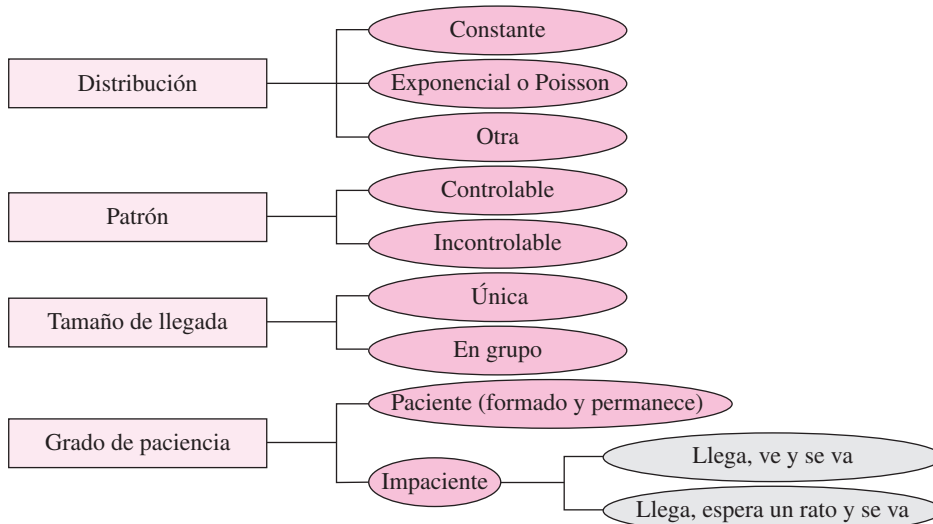 Constante
Distribución
Exponencial o Poisson
Otra
Controlable
Patrón
Incontrolable
Única
Tamaño de llegada
En grupo
Paciente (formado y permanece)
Grado de paciencia
Llega, ve y se va
Impaciente
Llega, espera un rato y se va